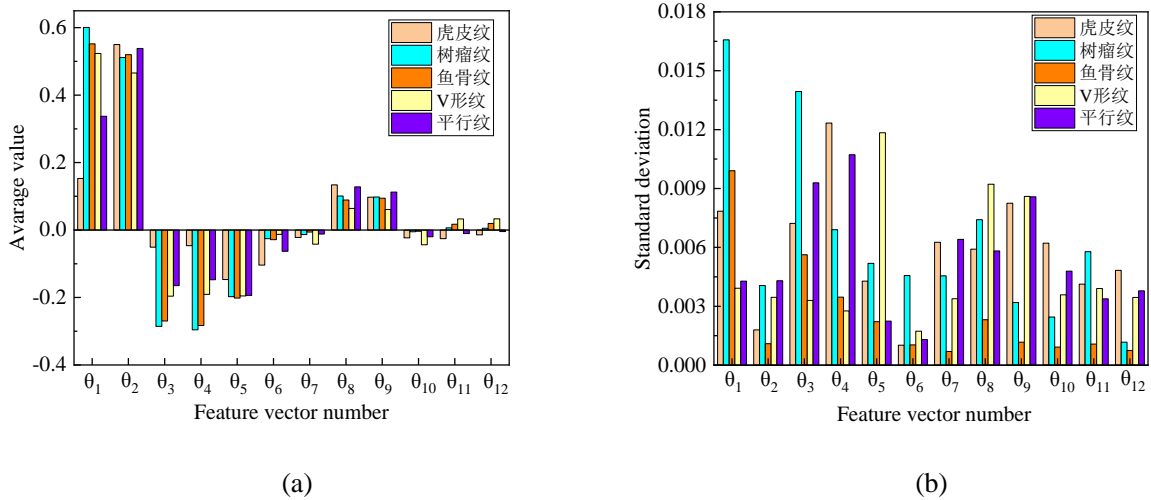 0.6
0.4
0.2
0.0
-0.2
-0.4
Avarage value
虎皮纹
树瘤纹
鱼骨纹
V形纹
平行纹
θ1 θ2 θ3 θ4 θ5 θ6 θ7 θ8 θ9 θ10 θ11 θ12
Feature vector number
(a)
0.018
0.015
0.012
0.009
0.006
0.003
0.000
Standard deviation
虎皮纹
树瘤纹
鱼骨纹
V形纹
平行纹
θ1 θ2 θ3 θ4 θ5 θ6 θ7 θ8 θ9 θ10 θ11 θ12
Feature vector number
(b)